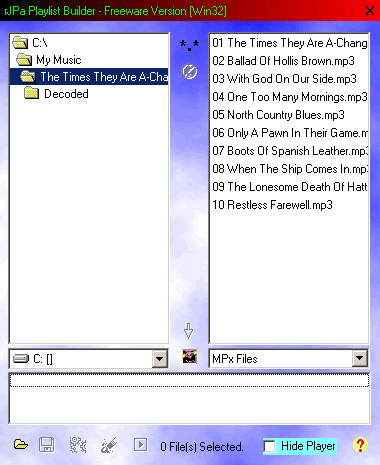 rJPa Playlist Builder - Freeware Version [Win32]
C:\
My Music
The Times They Are A-Cha
Decoded
*.*
01 The Times They Are A-Chang
02 Ballad Of Hollis Brown.mp3
03 With God On Our Side.mp3
04 One Too Many Mornings.mp3
05 North Country Blues.mp3
06 Only A Pawn In Their Game.m
07 Boots Of Spanish Leather.mp
08 When The Ship Comes In.mp3
09 The Lonesome Death Of Hatt
10 Restless Farewell.mp3
C: []
MPx Files
0 File(s) Selected.
Hide Player
?